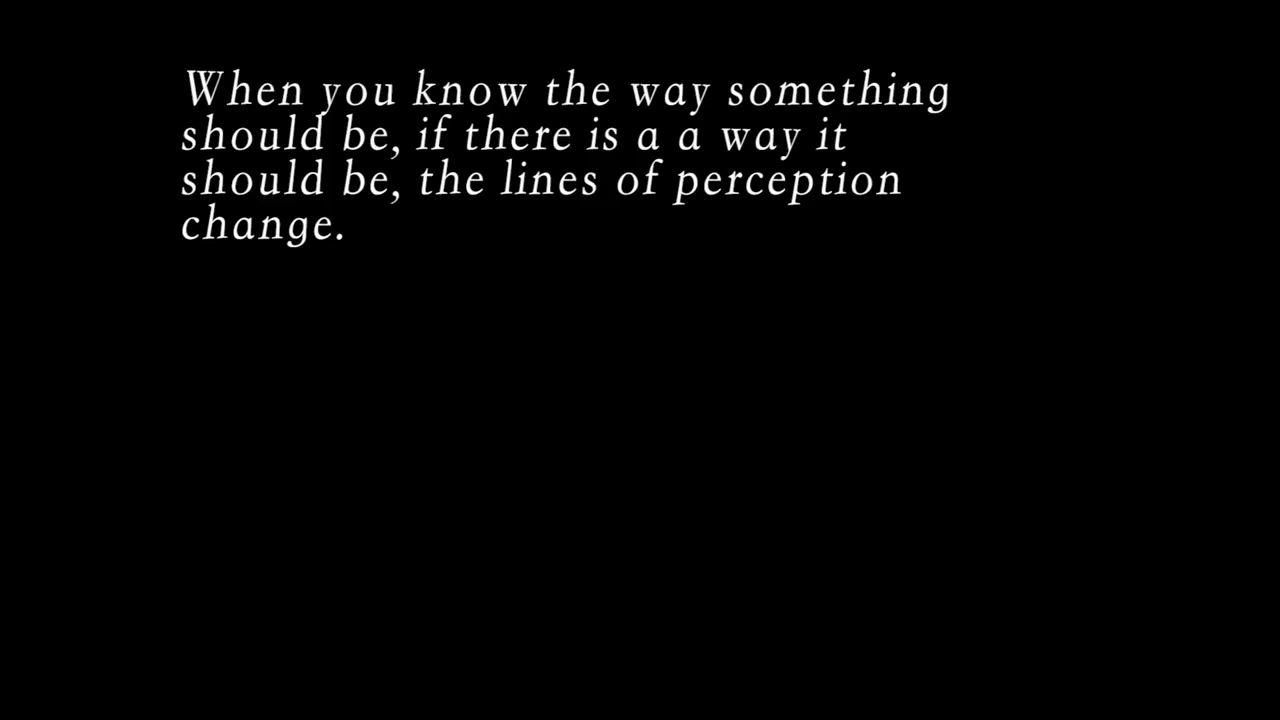 When you know the way something
should be, if there is a a way it
should be, the lines of perception
change.